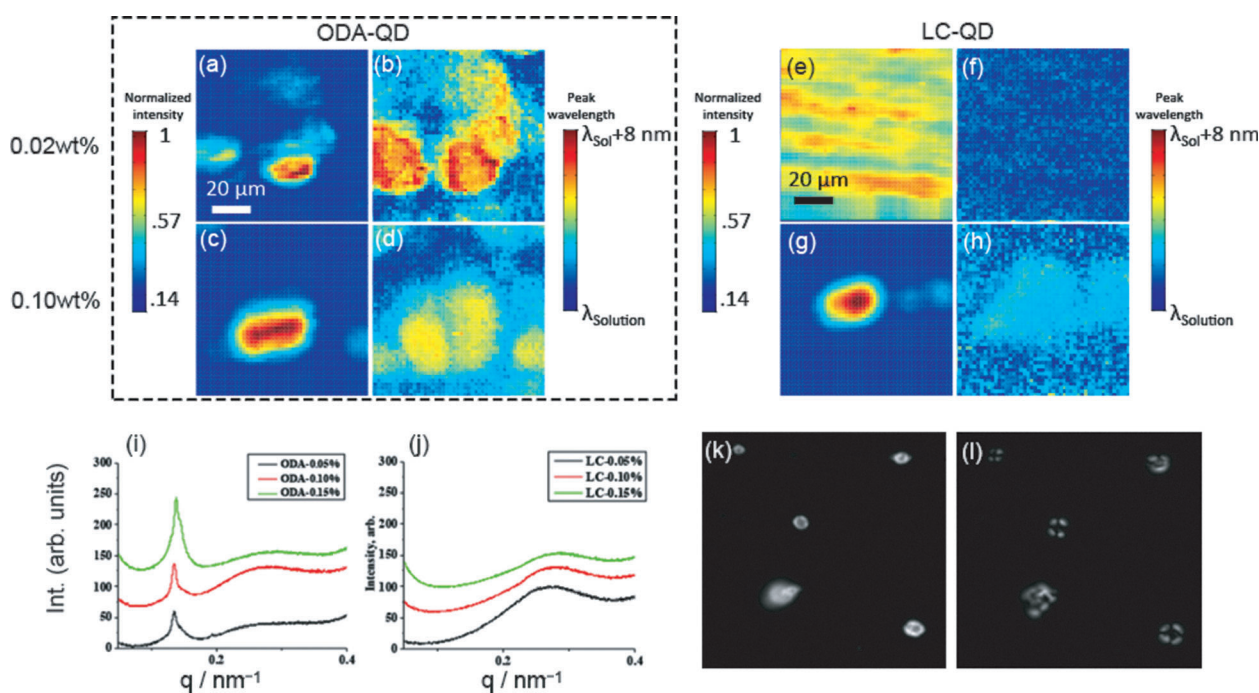 ODA-QD
LC-QD
(a)
(b)
(e)
(f)
Normalized
intensity
1
.57
.14
Peak
wavelength
λSol+8 nm
λSolution
Normalized
intensity
1
.57
.14
Peak
wavelength
λSol+8 nm
λSolution
0.02wt%
20 µm
20 µm
(c)
(d)
(g)
(h)
0.10wt%
(i)
(j)
(k)
(l)
Int. (arb. units)
300
250
200
150
100
50
0
ODA-0.05%
ODA-0.10%
ODA-0.15%
0.2
0.4
q / nm⁻¹
Intensity, arb.
300
250
200
150
100
50
0
LC-0.05%
LC-0.10%
LC-0.15%
0.2
0.4
q / nm⁻¹